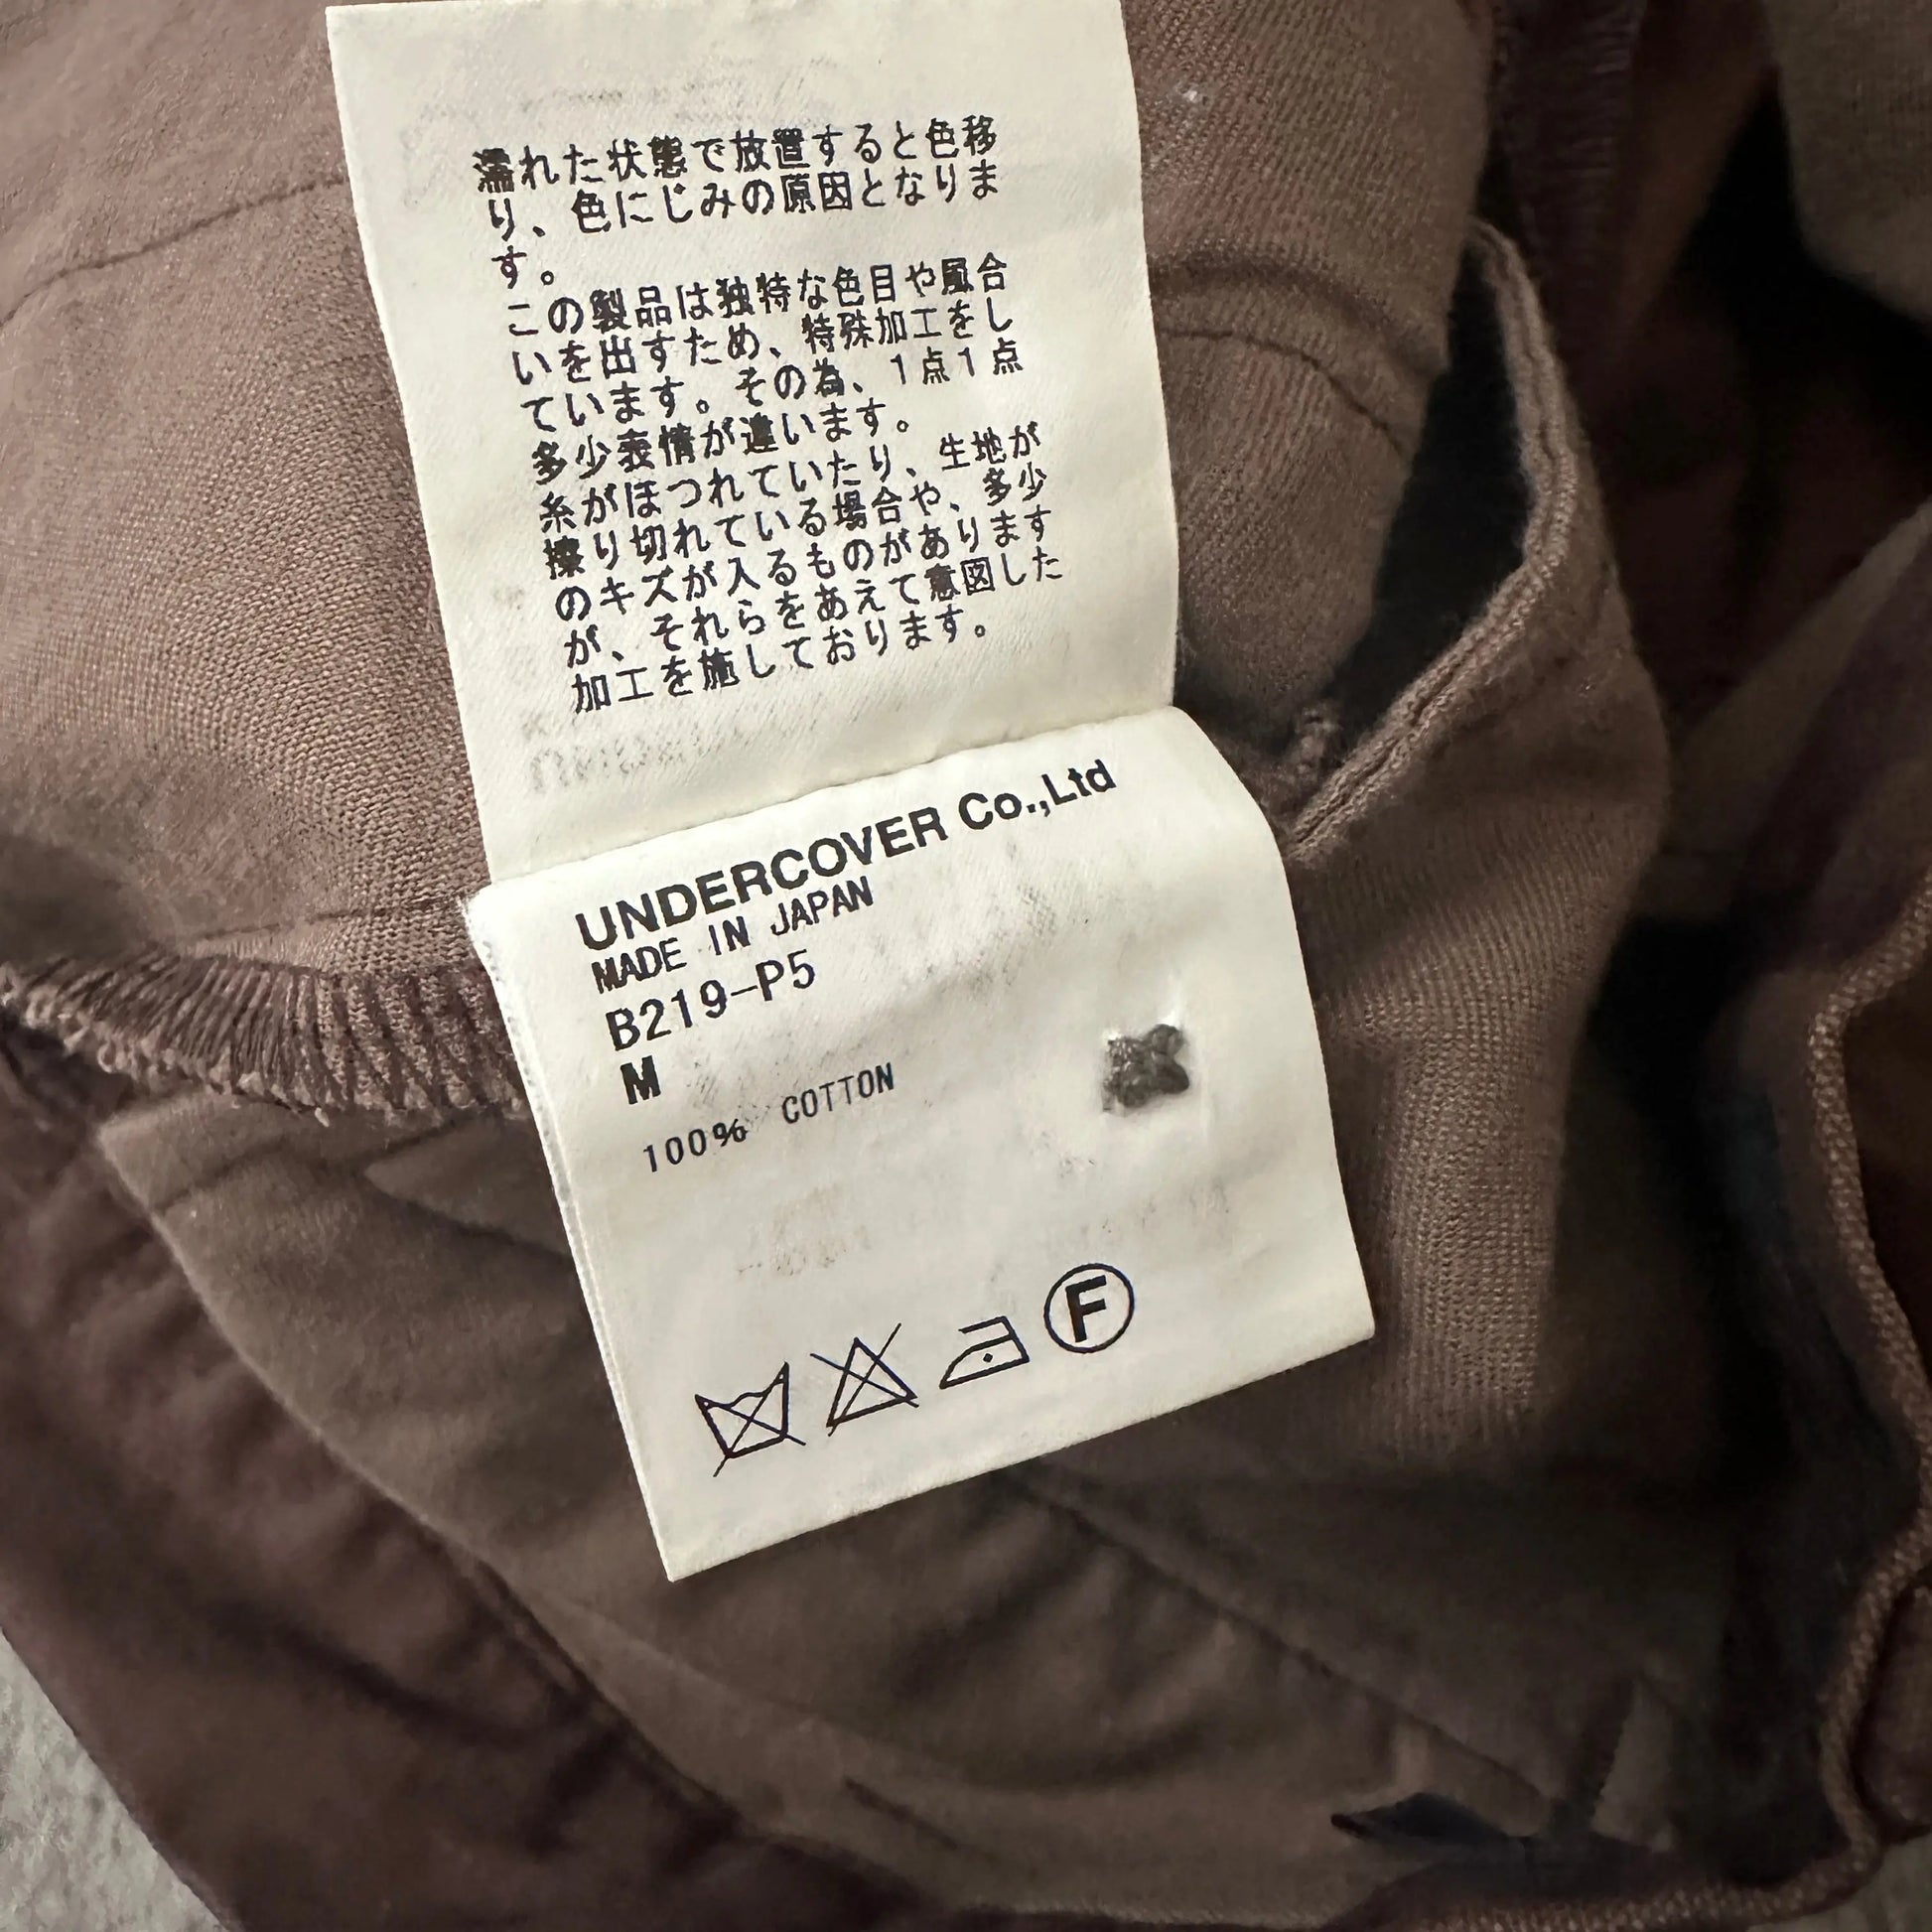 濡れた状態で放置すると色移
り、色にじみの原因となりま
す。
この製品は独特な色目や風合
いを出すため、特殊加工をし
ています。その為、1点1点
多少表情が違います。
糸がほつれていたり、生地が
擦り切れている場合や、多少
のキズが入るものがあります
が、それらをあえて意図した
加工を施しております。
UNDERCOVER Co.,Ltd
MADE IN JAPAN
B219-P5
M
100% COTTON
F